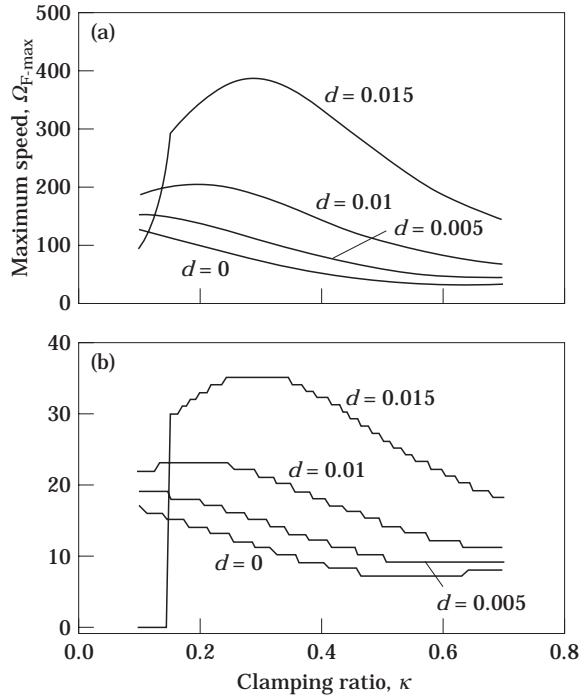 500
(a)
400
d = 0.015
300
200
d = 0.01
d = 0.005
100
d = 0
0
Maximum speed, Ω_F-max
40
(b)
30
d = 0.015
20
d = 0.01
10
d = 0
d = 0.005
0
0.0 0.2 0.4 0.6 0.8
Clamping ratio, κ